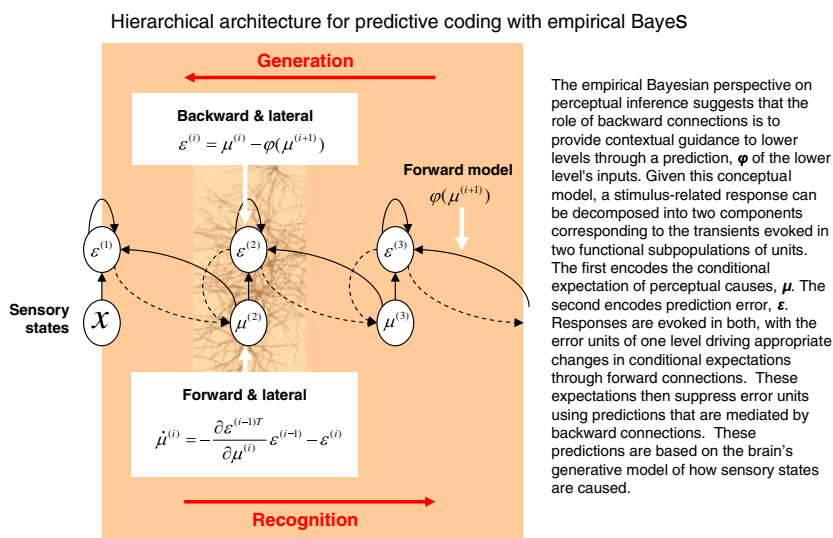 Hierarchical architecture for predictive coding with empirical Bayes
Generation
Backward & lateral
ε^(i) = μ^(i) − φ(μ^(i+1))
Forward model
φ(μ^(i+1))
ε^(1)
ε^(2)
ε^(3)
Sensory
states
x
μ^(2)
μ^(3)
Forward & lateral
μ̇^(i) = − ∂ε^(i−1)T / ∂μ^(i) ε^(i−1) − ε^(i)
Recognition
The empirical Bayesian perspective on
perceptual inference suggests that the
role of backward connections is to
provide contextual guidance to lower
levels through a prediction, φ of the lower
level's inputs. Given this conceptual
model, a stimulus-related response can
be decomposed into two components
corresponding to the transients evoked in
two functional subpopulations of units.
The first encodes the conditional
expectation of perceptual causes, μ. The
second encodes prediction error, ε.
Responses are evoked in both, with the
error units of one level driving appropriate
changes in conditional expectations
through forward connections. These
expectations then suppress error units
using predictions that are mediated by
backward connections. These
predictions are based on the brain's
generative model of how sensory states
are caused.